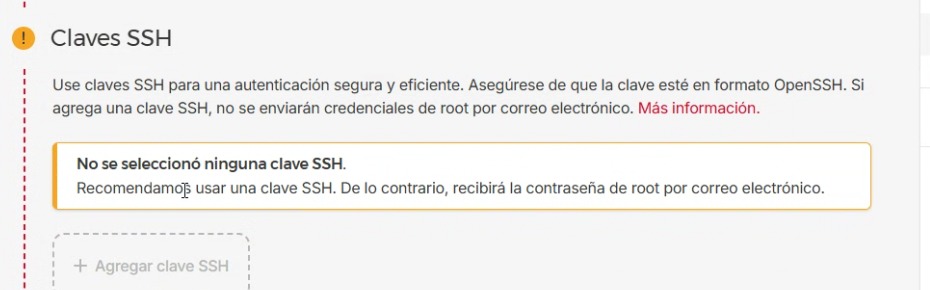 Claves SSH
Use claves SSH para una autenticación segura y eficiente. Asegúrese de que la clave esté en formato OpenSSH. Si
agrega una clave SSH, no se enviarán credenciales de root por correo electrónico. Más información.
No se seleccionó ninguna clave SSH.
Recomendamos usar una clave SSH. De lo contrario, recibirá la contraseña de root por correo electrónico.
+ Agregar clave SSH